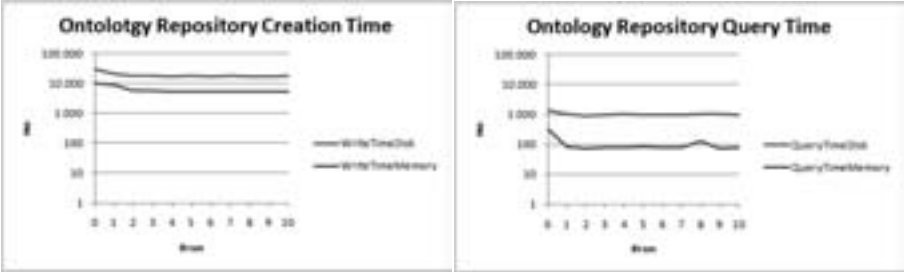 Ontolotgy Repository Creation Time
100.000
10.000
1.000
100
10
1
0 1 2 3 4 5 6 7 8 9 10
WriteTimeDisk
WriteTimeMemory
Ontology Repository Query Time
100.000
10.000
1.000
100
10
1
0 1 2 3 4 5 6 7 8 9 10
QueryTimeDisk
QueryTimeMemory